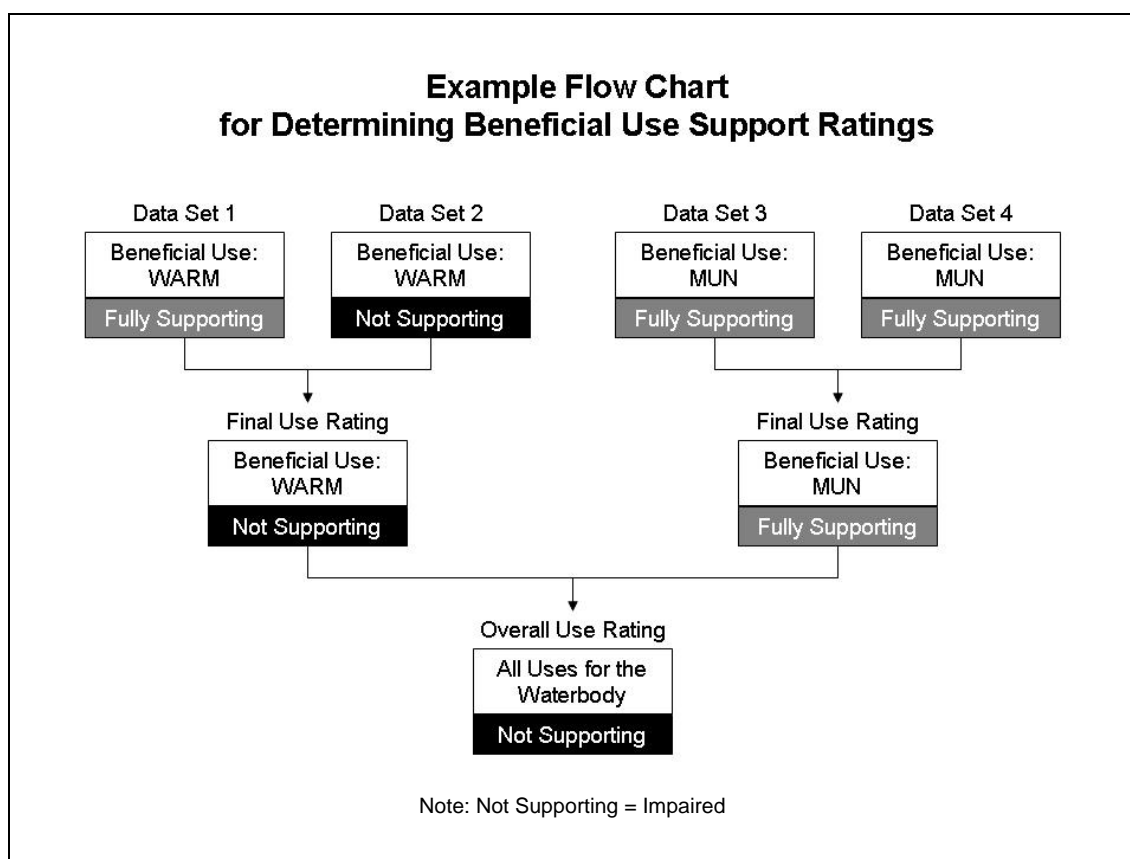 Example Flow Chart
for Determining Beneficial Use Support Ratings
Data Set 1
Beneficial Use:
WARM
Fully Supporting
Data Set 2
Beneficial Use:
WARM
Not Supporting
Data Set 3
Beneficial Use:
MUN
Fully Supporting
Data Set 4
Beneficial Use:
MUN
Fully Supporting
Final Use Rating
Beneficial Use:
WARM
Not Supporting
Final Use Rating
Beneficial Use:
MUN
Fully Supporting
Overall Use Rating
All Uses for the
Waterbody
Not Supporting
Note: Not Supporting = Impaired